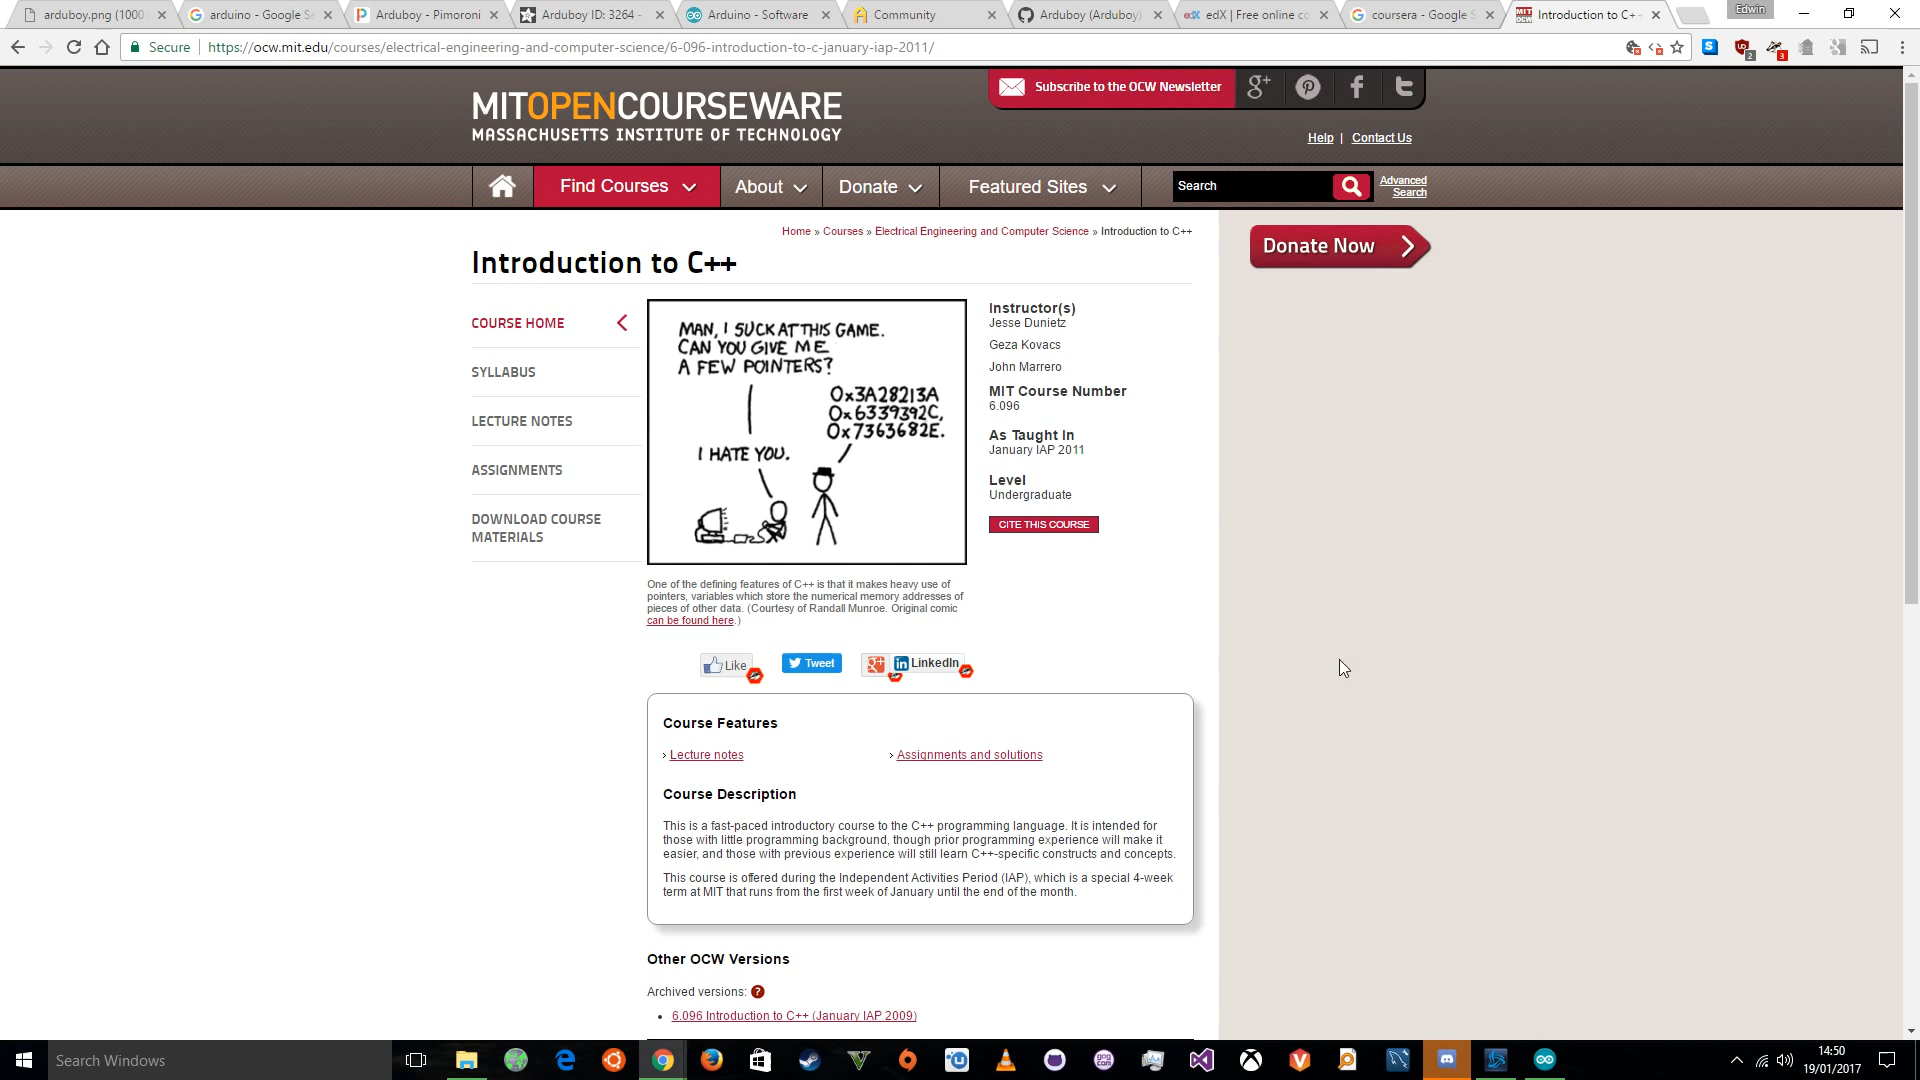 arduboy.png (1000
arduino - Google Se
Arduboy - Pimoroni
Arduboy ID: 3264 -
Arduino - Software
Community
Arduboy (Arduboy)
edX | Free online co
coursera - Google S
Introduction to C++
Edwin
Secure
https://ocw.mit.edu/courses/electrical-engineering-and-computer-science/6-096-introduction-to-c-january-iap-2011/
MITOPENCOURSEWARE
MASSACHUSETTS INSTITUTE OF TECHNOLOGY
Subscribe to the OCW Newsletter
Help | Contact Us
Find Courses
About
Donate
Featured Sites
Search
Advanced
Search
Home » Courses » Electrical Engineering and Computer Science » Introduction to C++
Introduction to C++
Donate Now
COURSE HOME
SYLLABUS
LECTURE NOTES
ASSIGNMENTS
DOWNLOAD COURSE
MATERIALS
MAN, I SUCK AT THIS GAME.
CAN YOU GIVE ME
A FEW POINTERS?
0x3A28213A
0x6339392C,
0x7363682E.
I HATE YOU.
Instructor(s)
Jesse Dunietz
Geza Kovacs
John Marrero
MIT Course Number
6.096
As Taught In
January IAP 2011
Level
Undergraduate
CITE THIS COURSE
One of the defining features of C++ is that it makes heavy use of
pointers, variables which store the numerical memory addresses of
pieces of other data. (Courtesy of Randall Munroe. Original comic
can be found here.)
Like
Tweet
LinkedIn
Course Features
Lecture notes
Assignments and solutions
Course Description
This is a fast-paced introductory course to the C++ programming language. It is intended for
those with little programming background, though prior programming experience will make it
easier, and those with previous experience will still learn C++-specific constructs and concepts.
This course is offered during the Independent Activities Period (IAP), which is a special 4-week
term at MIT that runs from the first week of January until the end of the month.
Other OCW Versions
Archived versions:
6.096 Introduction to C++ (January IAP 2009)
Search Windows
14:50
19/01/2017